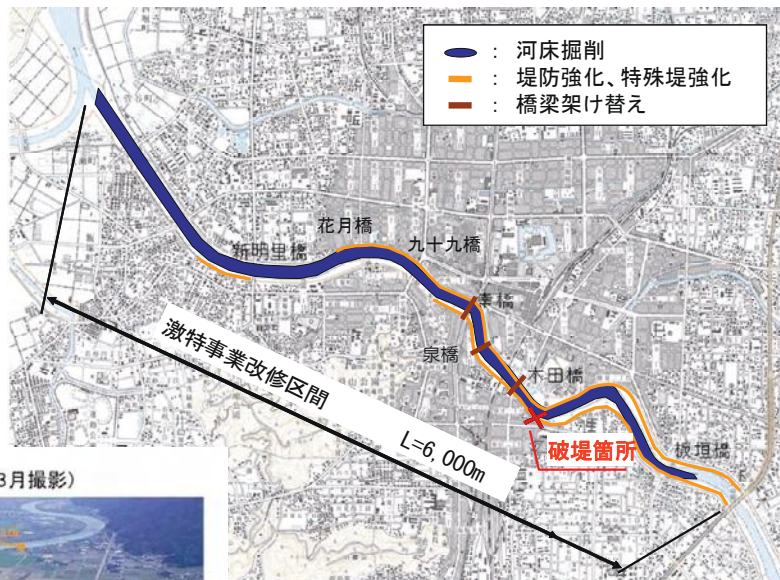 ： 河床掘削
： 堤防強化、特殊堤強化
： 橋梁架け替え
花月橋
九十九橋
新明里橋
幸橋
泉橋
木田橋
板垣橋
破堤箇所
激特事業改修区間
L=6,000m
3月撮影）